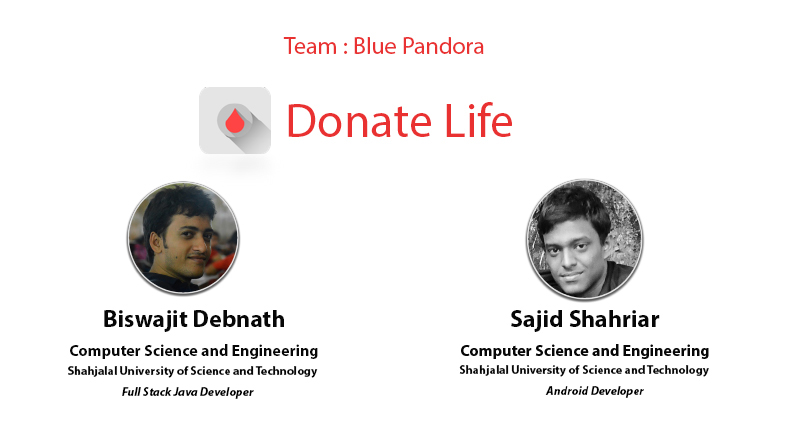 Team : Blue Pandora
Donate Life
Biswajit Debnath
Computer Science and Engineering
Shahjalal University of Science and Technology
Full Stack Java Developer
Sajid Shahriar
Computer Science and Engineering
Shahjalal University of Science and Technology
Android Developer